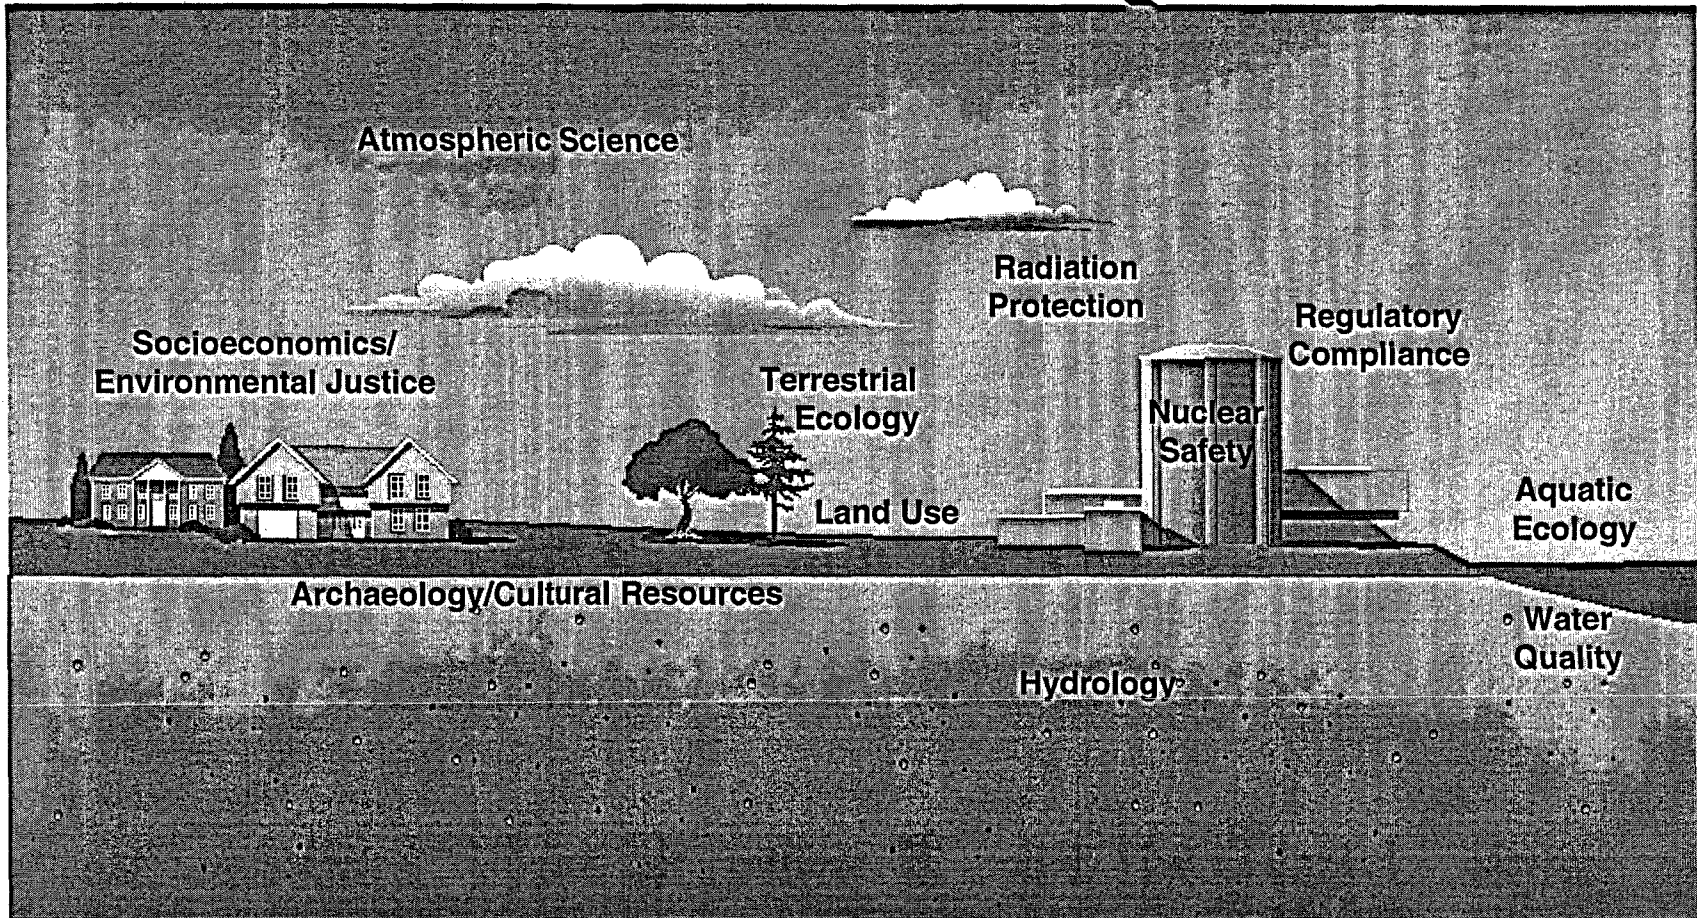 Atmospheric Science
Radiation
Protection
Regulatory
Compliance
Socioeconomics/
Environmental Justice
Terrestrial
Ecology
Nuclear
Safety
Land Use
Aquatic
Ecology
Archaeology/Cultural Resources
Water
Quality
Hydrology